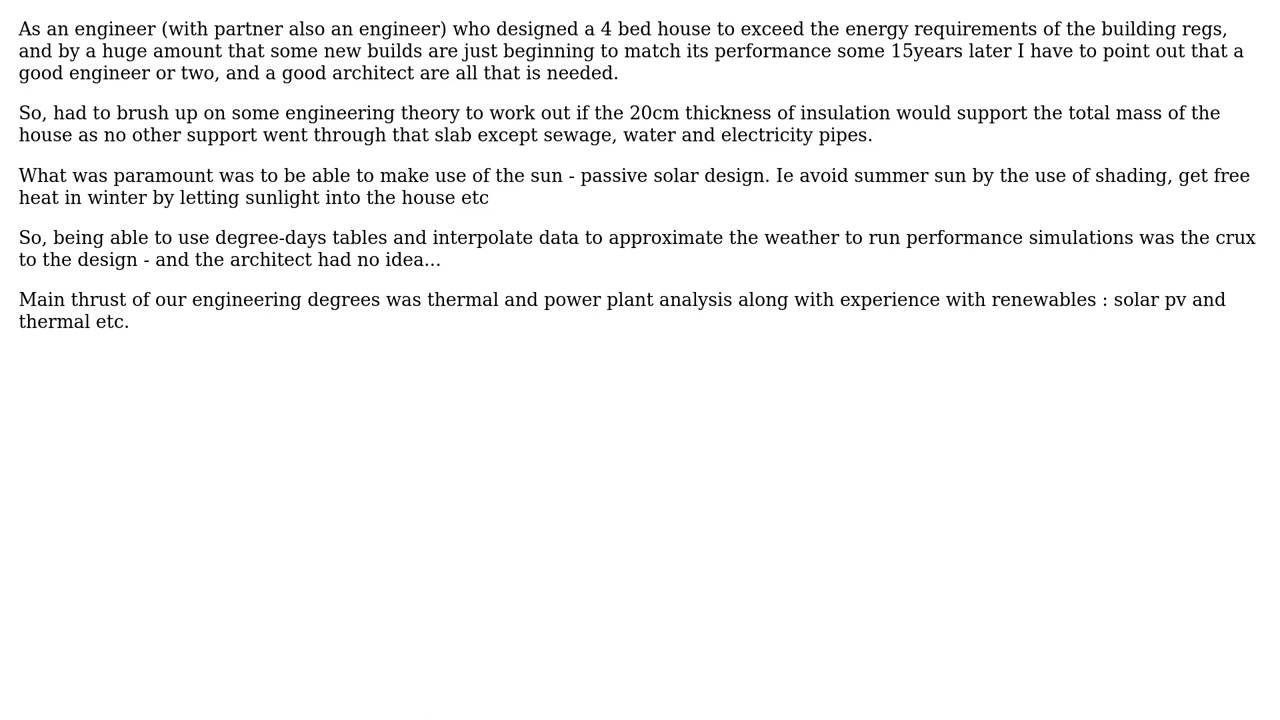 As an engineer (with partner also an engineer) who designed a 4 bed house to exceed the energy requirements of the building regs,
and by a huge amount that some new builds are just beginning to match its performance some 15years later I have to point out that a
good engineer or two, and a good architect are all that is needed.
So, had to brush up on some engineering theory to work out if the 20cm thickness of insulation would support the total mass of the
house as no other support went through that slab except sewage, water and electricity pipes.
What was paramount was to be able to make use of the sun - passive solar design. Ie avoid summer sun by the use of shading, get free
heat in winter by letting sunlight into the house etc
So, being able to use degree-days tables and interpolate data to approximate the weather to run performance simulations was the crux
to the design - and the architect had no idea...
Main thrust of our engineering degrees was thermal and power plant analysis along with experience with renewables : solar pv and
thermal etc.